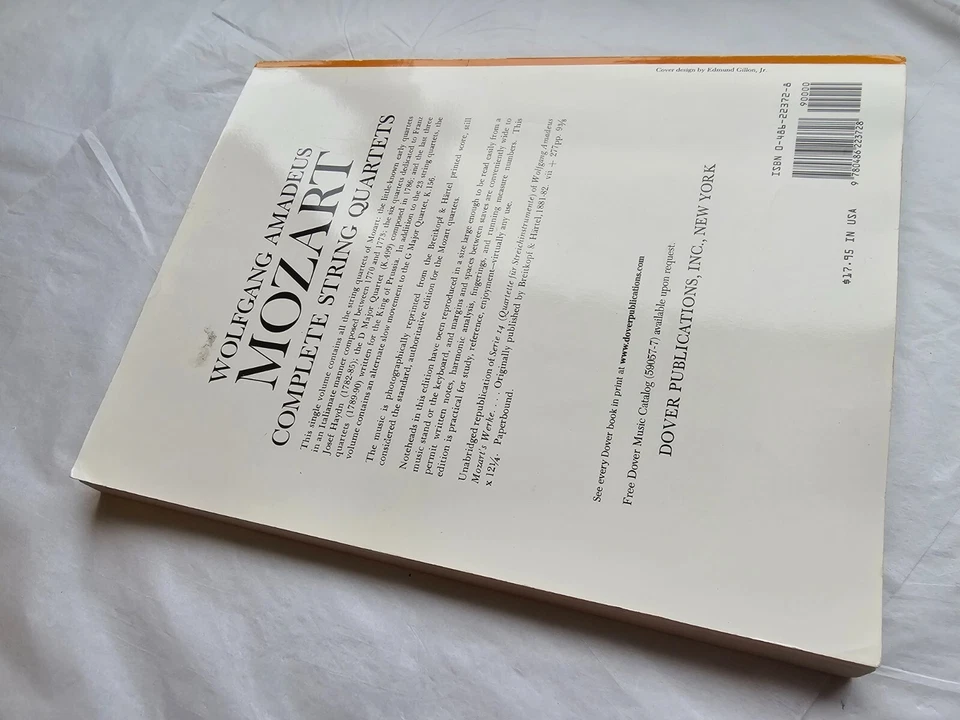 WOLFGANG AMADEUS
MOZART
COMPLETE STRING QUARTETS
This single volume contains all the string quartets of Mozart: the little-known early quartets
in an Italianate manner composed between 1770 and 1773; the six quartets dedicated to Franz
Josef Haydn (1782-85); the D Major Quartet (K.499) composed in 1786; and the last three
quartets (1789-90) written for the King of Prussia. In addition to the 23 string quartets, the
volume contains an alternate slow movement to the G Major Quartet, K.156.
The music is photographically reprinted from the Breitkopf & Härtel printed score, still
considered the standard, authoritative edition for the Mozart quartets.
Noteheads in this edition have been reproduced in a size large enough to be read easily from a
music stand or the keyboard, and margins and spaces between staves are conveniently wide to
permit written notes, harmonic analysis, fingerings, and running measure numbers. This
edition is practical for study, reference, enjoyment—virtually any use.
Unabridged republication of Serie 14 (Quartette für Streichinstrumente) of Wolfgang Amadeus
Mozart's Werke. . . . Originally published by Breitkopf & Härtel, 1881-82. vii + 277pp. 9⅜
x 12¼. Paperbound.
See every Dover book in print at www.doverpublications.com
Free Dover Music Catalog (59057-7) available upon request.
DOVER PUBLICATIONS, INC., NEW YORK
Cover design by Edmund Gillon, Jr.
ISBN 0-486-22372-8
90000
9 780486 223728
$17.95 IN USA